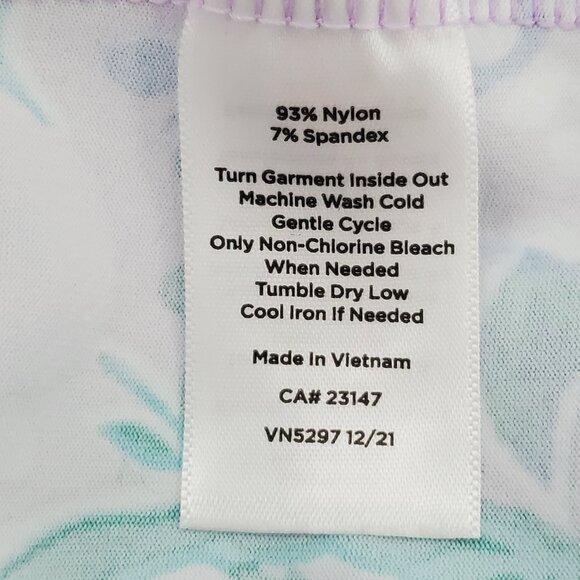 93% Nylon
7% Spandex
Turn Garment Inside Out
Machine Wash Cold
Gentle Cycle
Only Non-Chlorine Bleach
When Needed
Tumble Dry Low
Cool Iron If Needed
Made In Vietnam
CA# 23147
VN5297 12/21